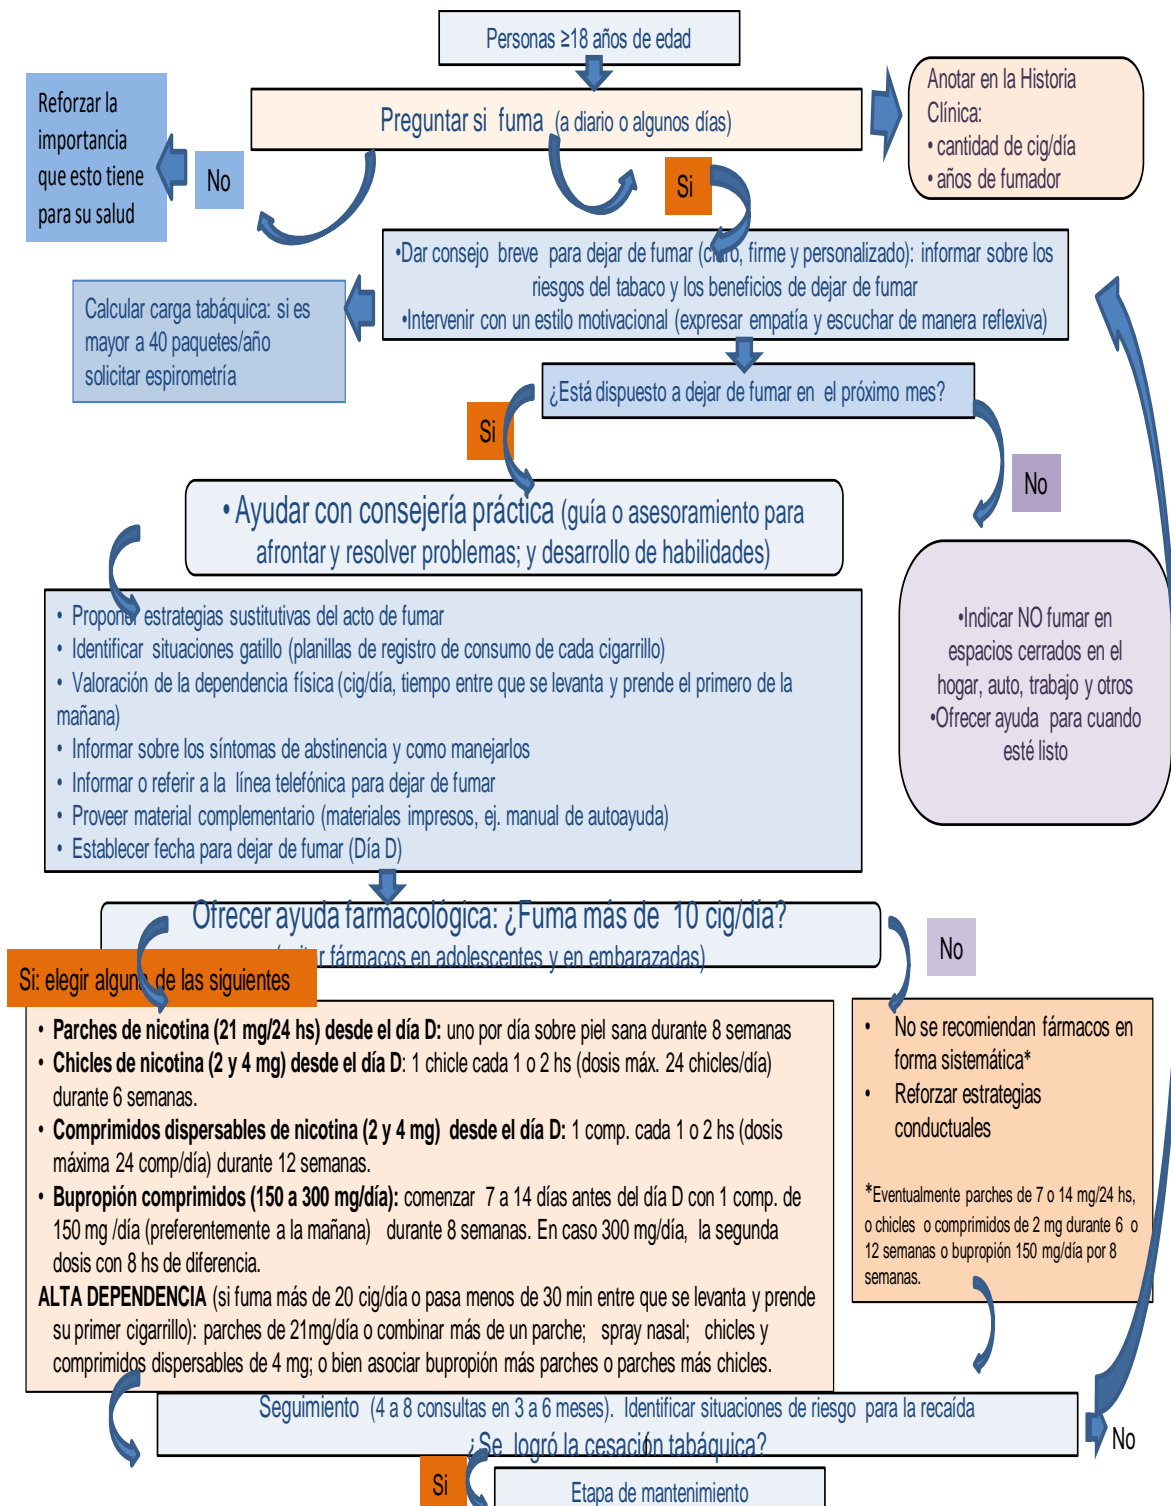 Personas ≥18 años de edad
Preguntar si fuma (a diario o algunos días)
Anotar en la Historia
Clínica:
• cantidad de cig/día
• años de fumador
Reforzar la
importancia
que esto tiene
para su salud
No
Si
•Dar consejo breve para dejar de fumar (claro, firme y personalizado): informar sobre los
riesgos del tabaco y los beneficios de dejar de fumar
•Intervenir con un estilo motivacional (expresar empatía y escuchar de manera reflexiva)
Calcular carga tabáquica: si es
mayor a 40 paquetes/año
solicitar espirometría
¿Está dispuesto a dejar de fumar en el próximo mes?
Si
No
• Ayudar con consejería práctica (guía o asesoramiento para
afrontar y resolver problemas; y desarrollo de habilidades)
• Proponer estrategias sustitutivas del acto de fumar
• Identificar situaciones gatillo (planillas de registro de consumo de cada cigarrillo)
• Valoración de la dependencia física (cig/día, tiempo entre que se levanta y prende el primero de la
mañana)
• Informar sobre los síntomas de abstinencia y como manejarlos
• Informar o referir a la línea telefónica para dejar de fumar
• Proveer material complementario (materiales impresos, ej. manual de autoayuda)
• Establecer fecha para dejar de fumar (Día D)
•Indicar NO fumar en
espacios cerrados en el
hogar, auto, trabajo y otros
•Ofrecer ayuda para cuando
esté listo
Ofrecer ayuda farmacológica: ¿Fuma más de 10 cig/día?
fármacos en adolescentes y en embarazadas)
No
Si: elegir alguna de las siguientes
• Parches de nicotina (21 mg/24 hs) desde el día D: uno por día sobre piel sana durante 8 semanas
• Chicles de nicotina (2 y 4 mg) desde el día D: 1 chicle cada 1 o 2 hs (dosis máx. 24 chicles/día)
durante 6 semanas.
• Comprimidos dispersables de nicotina (2 y 4 mg) desde el día D: 1 comp. cada 1 o 2 hs (dosis
máxima 24 comp/día) durante 12 semanas.
• Bupropión comprimidos (150 a 300 mg/día): comenzar 7 a 14 días antes del día D con 1 comp. de
150 mg /día (preferentemente a la mañana) durante 8 semanas. En caso 300 mg/día, la segunda
dosis con 8 hs de diferencia.
ALTA DEPENDENCIA (si fuma más de 20 cig/día o pasa menos de 30 min entre que se levanta y prende
su primer cigarrillo): parches de 21mg/día o combinar más de un parche; spray nasal; chicles y
comprimidos dispersables de 4 mg; o bien asociar bupropión más parches o parches más chicles.
• No se recomiendan fármacos en
forma sistemática*
• Reforzar estrategias
conductuales
*Eventualmente parches de 7 o 14 mg/24 hs,
o chicles o comprimidos de 2 mg durante 6 o
12 semanas o bupropión 150 mg/día por 8
semanas.
Seguimiento (4 a 8 consultas en 3 a 6 meses). Identificar situaciones de riesgo para la recaída
¿Se logró la cesación tabáquica?
No
Si
Etapa de mantenimiento